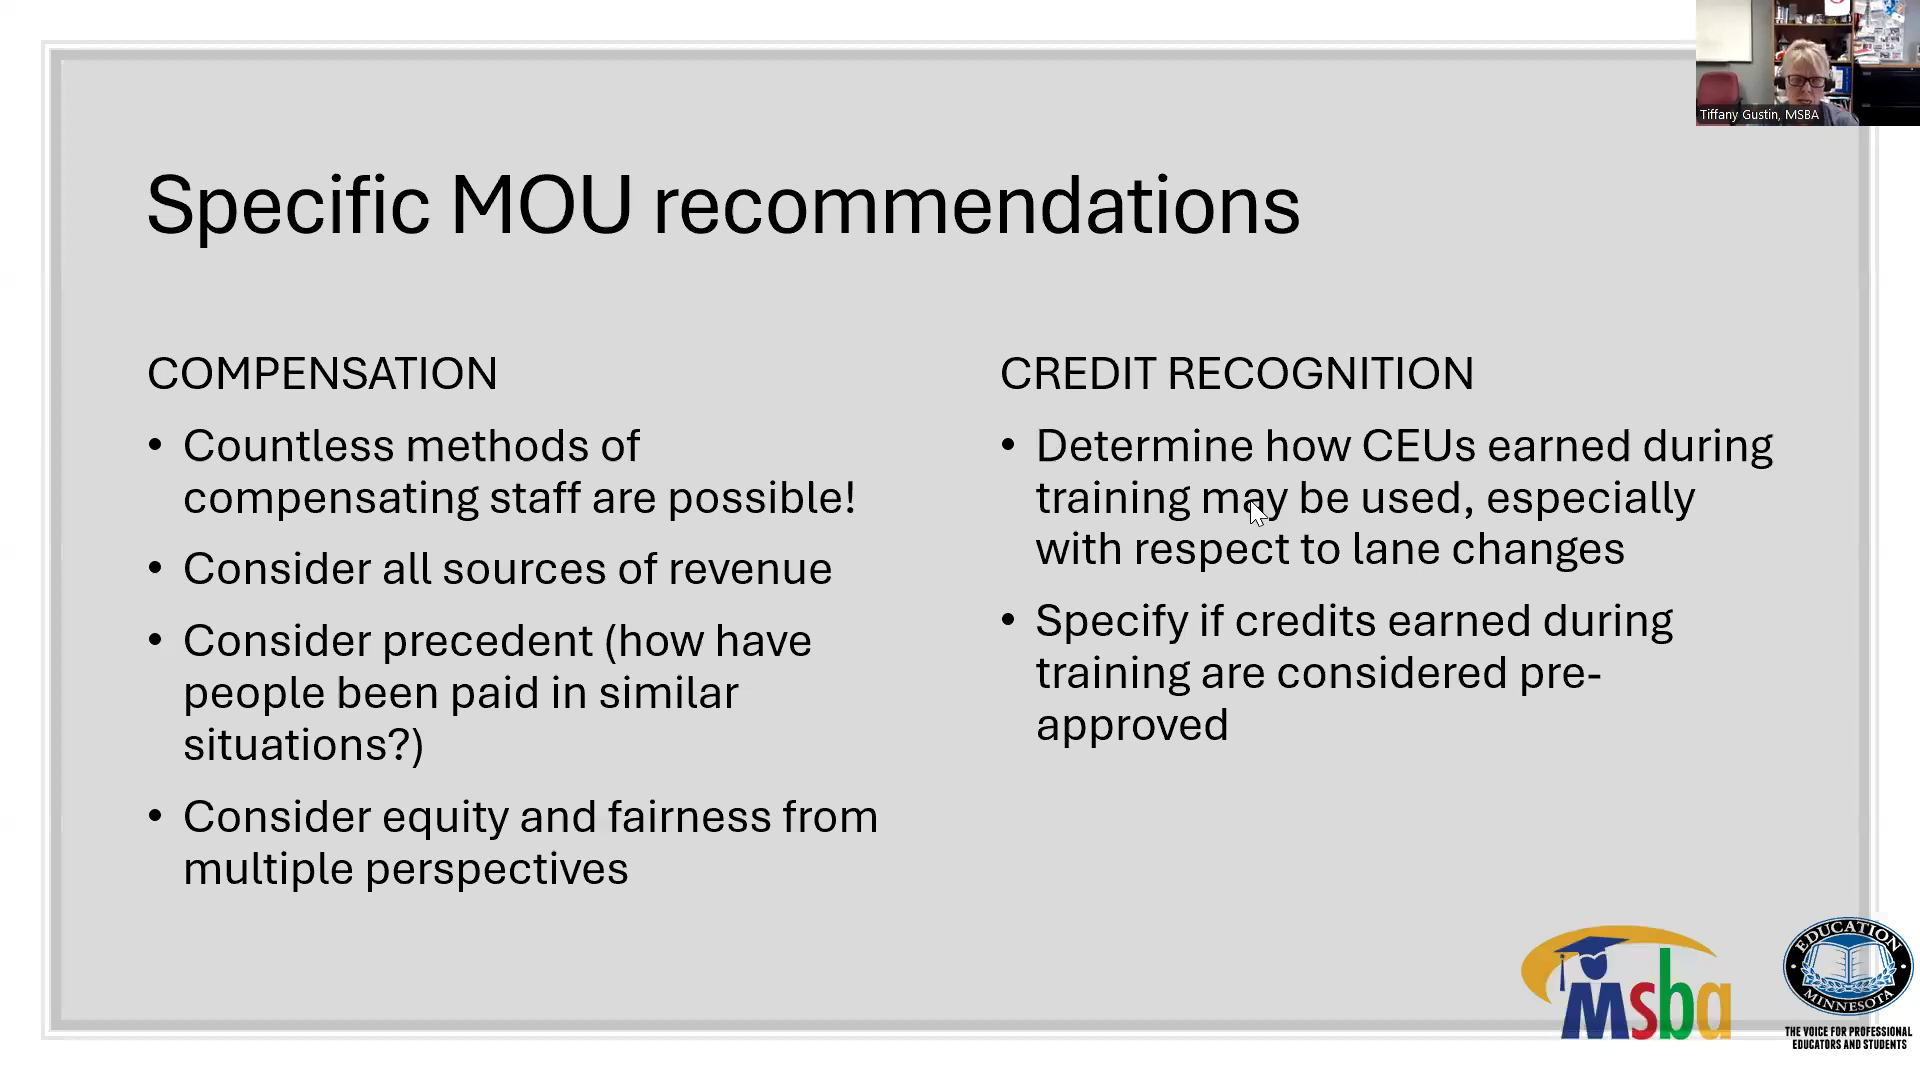 Tiffany Gustin, MSBA
Specific MOU recommendations
COMPENSATION
• Countless methods of
compensating staff are possible!
• Consider all sources of revenue
• Consider precedent (how have
people been paid in similar
situations?)
• Consider equity and fairness from
multiple perspectives
CREDIT RECOGNITION
• Determine how CEUs earned during
training may be used, especially
with respect to lane changes
• Specify if credits earned during
training are considered pre-
approved
msba
EDUCATION
MINNESOTA
THE VOICE FOR PROFESSIONAL
EDUCATORS AND STUDENTS